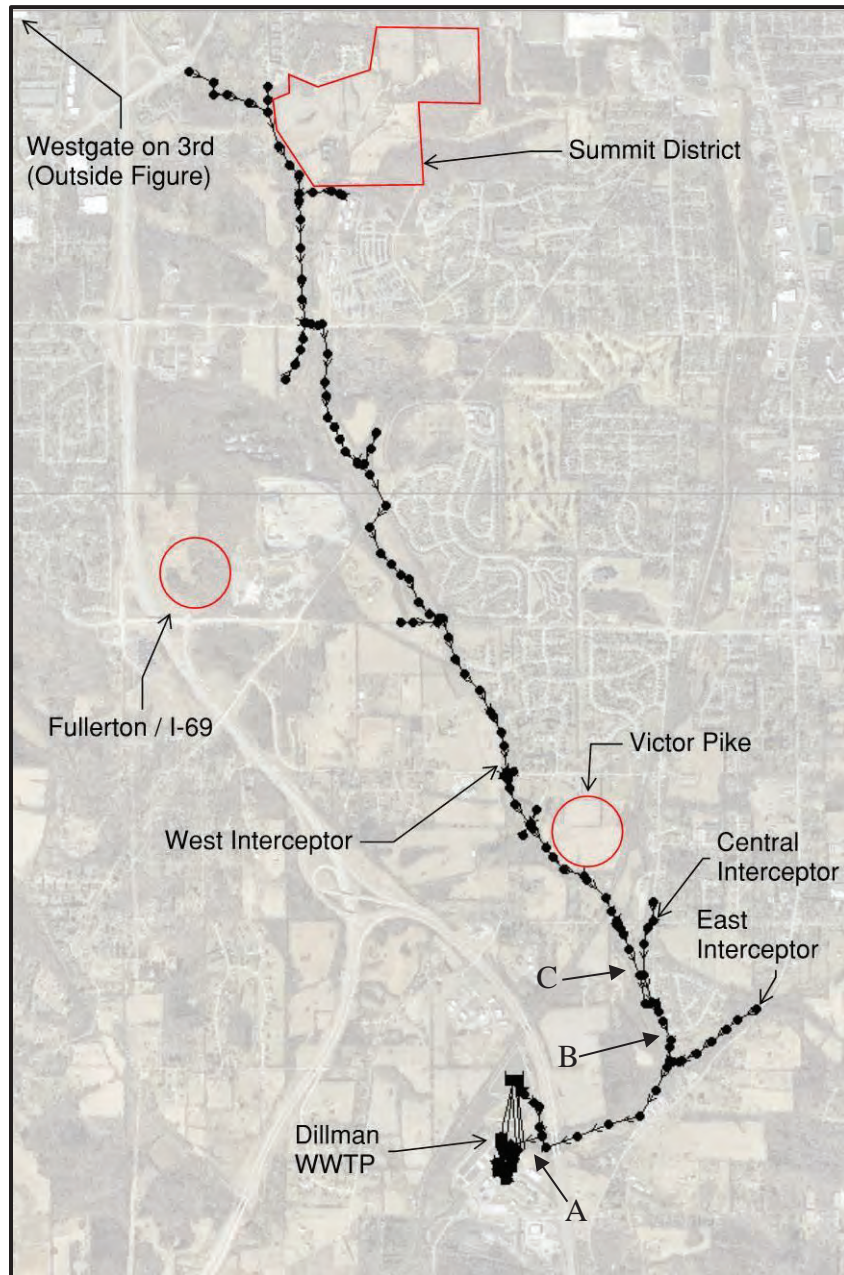 Westgate on 3rd
(Outside Figure)
Summit District
Fullerton / I-69
Victor Pike
West Interceptor
Central
Interceptor
East
Interceptor
C
B
Dillman
WWTP
A